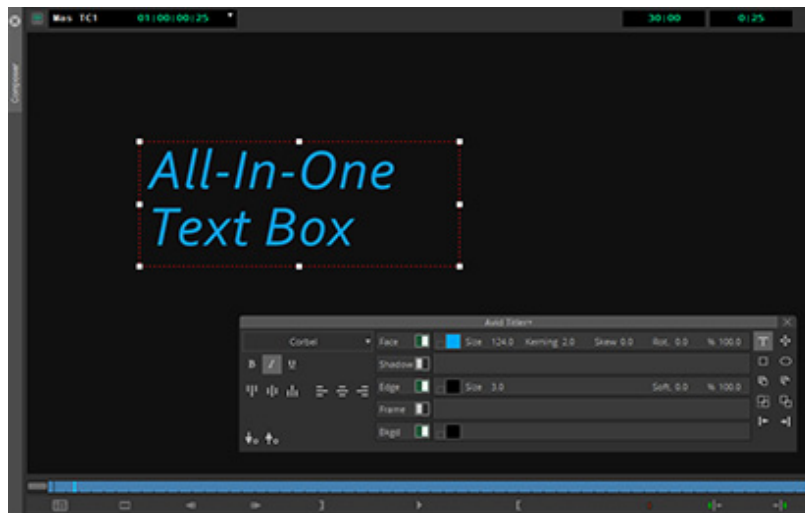 Mas TC1 01:00:00:25 30:00 0:25
Composer
All-In-One
Text Box
Avid Titler+
Corbel Face Size 124.0 Kerning 2.0 Skew 0.0 Rot. 0.0 % 100.0 T
B I U Shadow
Edge Size 3.0 Soft. 0.0 % 100.0
Frame
Bkgd